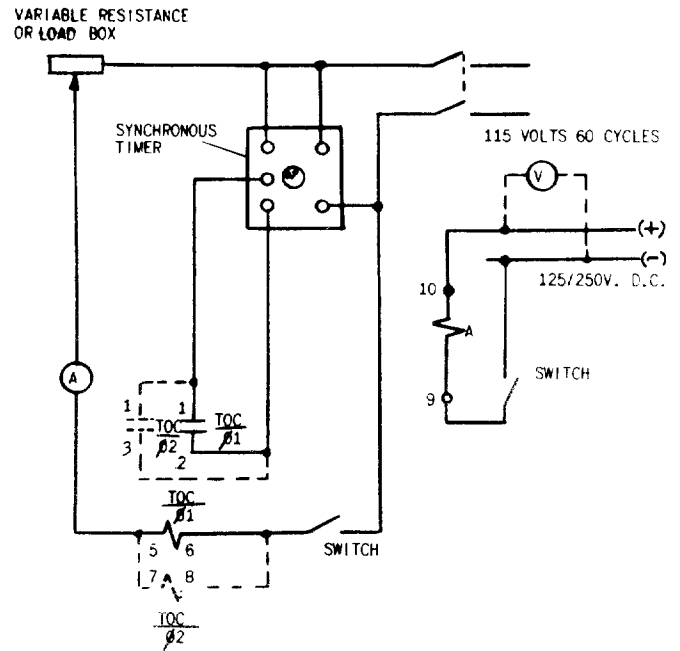 VARIABLE RESISTANCE
OR LOAD BOX
SYNCHRONOUS
TIMER
115 VOLTS 60 CYCLES
V
(+)
(-)
125/250V. D.C.
10
A
SWITCH
9
A
1
1
TOC
Ø1
TOC
Ø2
3
2
TOC
Ø1
5
6
SWITCH
7
8
TOC
Ø2